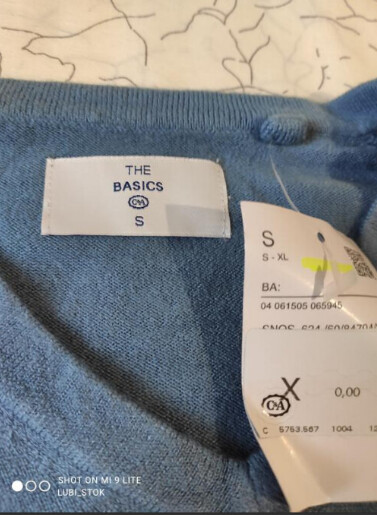 THE
BASICS
C&A
S
S
S - XL
BA:
04 061505 065945
X
0,00
C&A
C 5753.567 1004
SHOT ON MI 9 LITE
LUBI_STOK